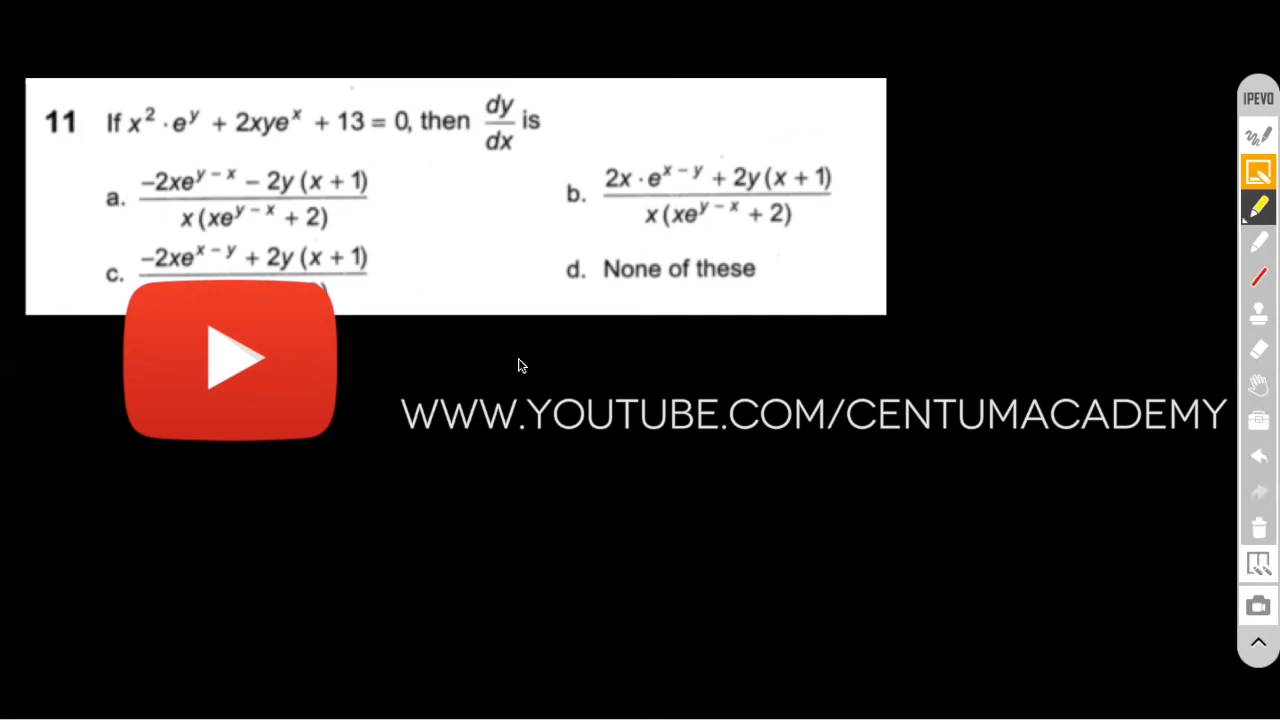 11 If x² · eʸ + 2xyeˣ + 13 = 0, then dy/dx is
a. −2xeʸ⁻ˣ − 2y (x + 1) / x (xeʸ⁻ˣ + 2)
b. 2x · eˣ⁻ʸ + 2y (x + 1) / x (xeʸ⁻ˣ + 2)
c. −2xeˣ⁻ʸ + 2y (x + 1)
d. None of these
WWW.YOUTUBE.COM/CENTUMACADEMY
IPEVO